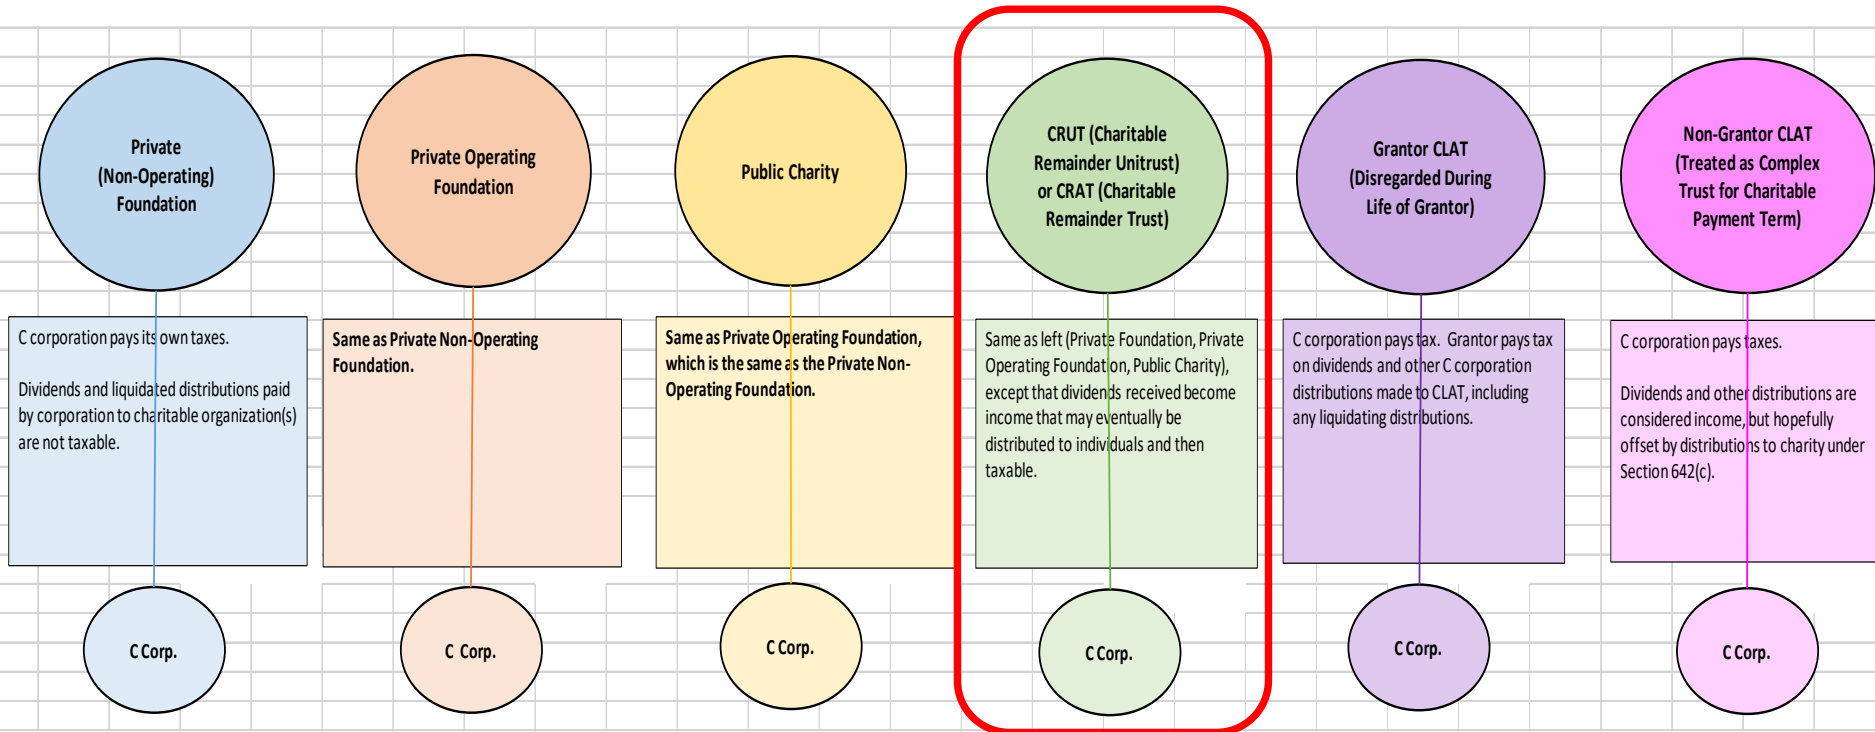 Private
(Non-Operating)
Foundation
Private Operating
Foundation
Public Charity
CRUT (Charitable
Remainder Unitrust)
or CRAT (Charitable
Remainder Trust)
Grantor CLAT
(Disregarded During
Life of Grantor)
Non-Grantor CLAT
(Treated as Complex
Trust for Charitable
Payment Term)
C corporation pays its own taxes.
Dividends and liquidated distributions paid
by corporation to charitable organization(s)
are not taxable.
Same as Private Non-Operating
Foundation.
Same as Private Operating Foundation,
which is the same as the Private Non-
Operating Foundation.
Same as left (Private Foundation, Private
Operating Foundation, Public Charity),
except that dividends received become
income that may eventually be
distributed to individuals and then
taxable.
C corporation pays tax. Grantor pays tax
on dividends and other C corporation
distributions made to CLAT, including
any liquidating distributions.
C corporation pays taxes.
Dividends and other distributions are
considered income, but hopefully
offset by distributions to charity under
Section 642(c).
C Corp.
C Corp.
C Corp.
C Corp.
C Corp.
C Corp.